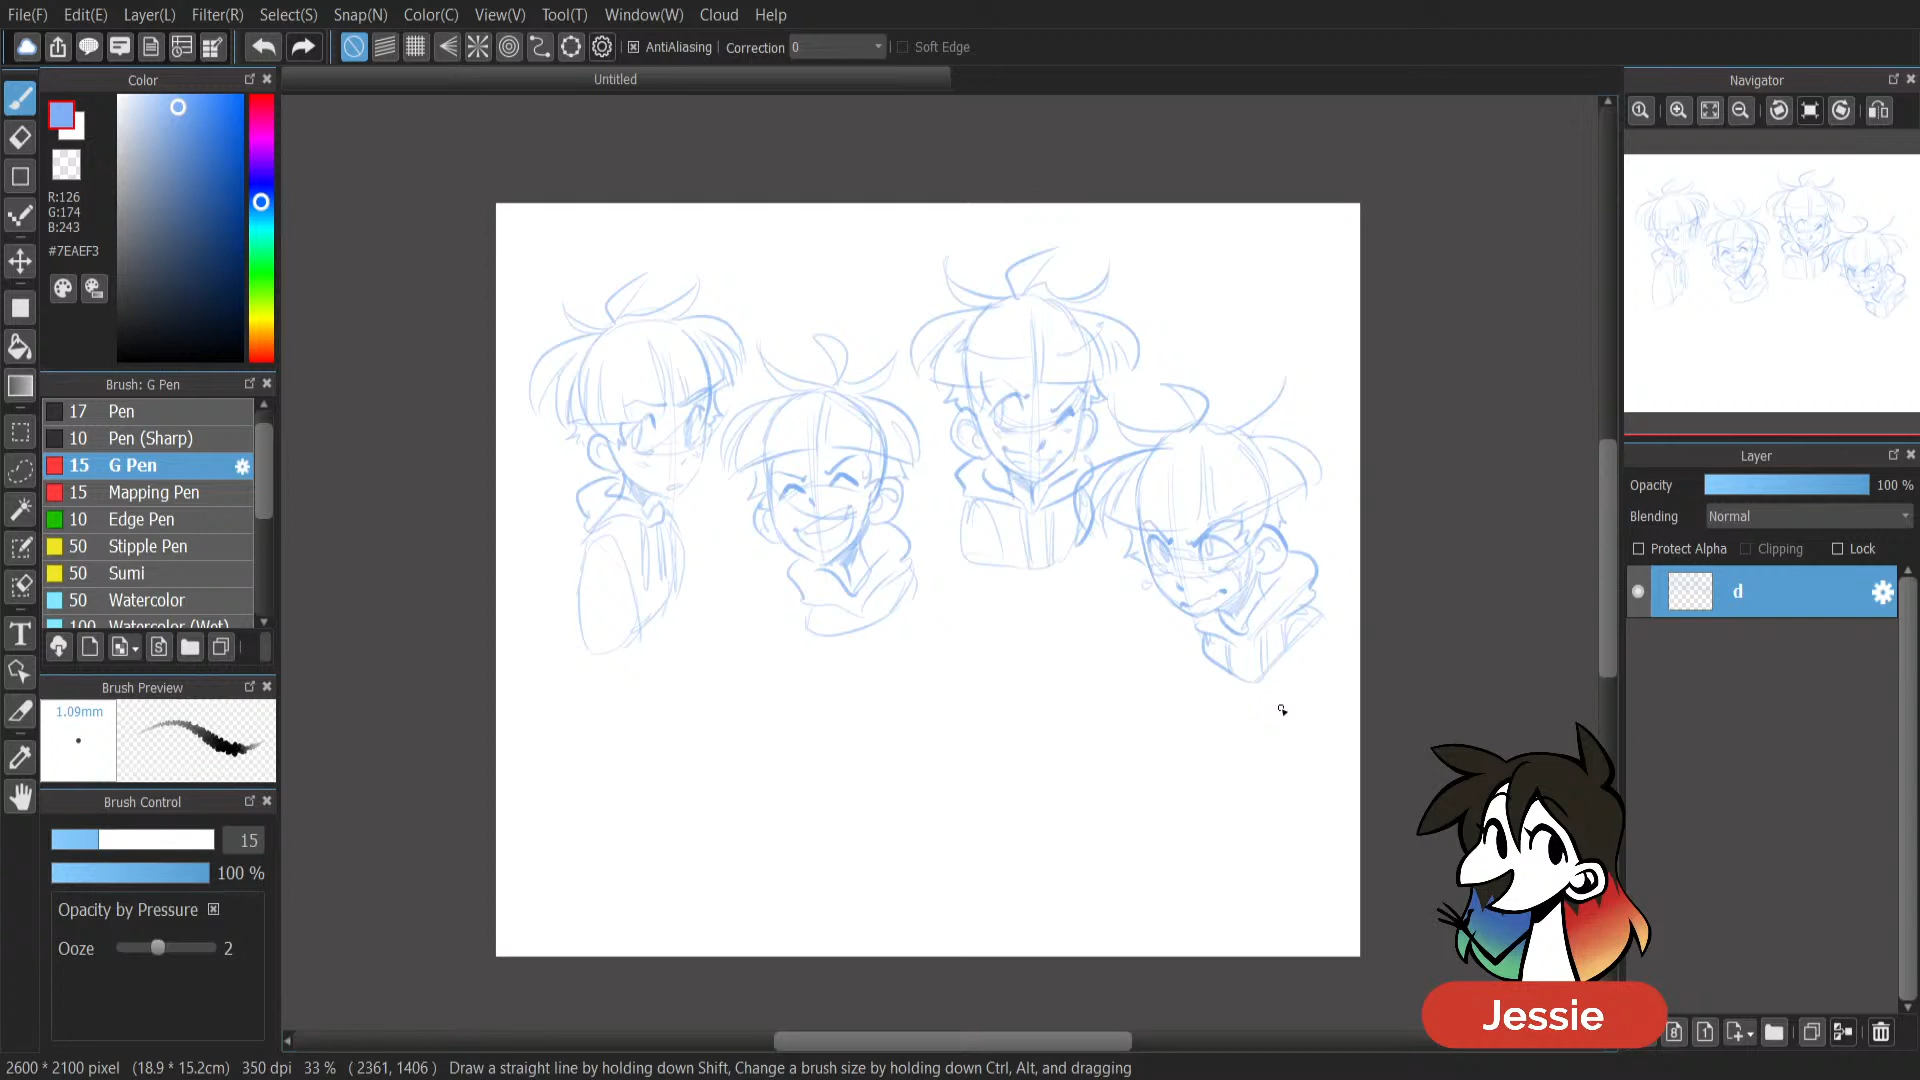 File(F) Edit(E) Layer(L) Filter(R) Select(S) Snap(N) Color(C) View(V) Tool(T) Window(W) Cloud Help
AntiAliasing Correction 0 Soft Edge
Color
Untitled
Navigator
R:126
G:174
B:243
#7EAEF3
Brush: G Pen
17 Pen
10 Pen (Sharp)
15 G Pen
15 Mapping Pen
10 Edge Pen
50 Stipple Pen
50 Sumi
50 Watercolor
100 Watercolor (Wet)
Brush Preview
1.09mm
Brush Control
15
100 %
Opacity by Pressure
Ooze 2
Layer
Opacity 100 %
Blending Normal
Protect Alpha Clipping Lock
d
Jessie
2600 * 2100 pixel (18.9 * 15.2cm) 350 dpi 33 % ( 2361, 1406 ) Draw a straight line by holding down Shift, Change a brush size by holding down Ctrl, Alt, and dragging